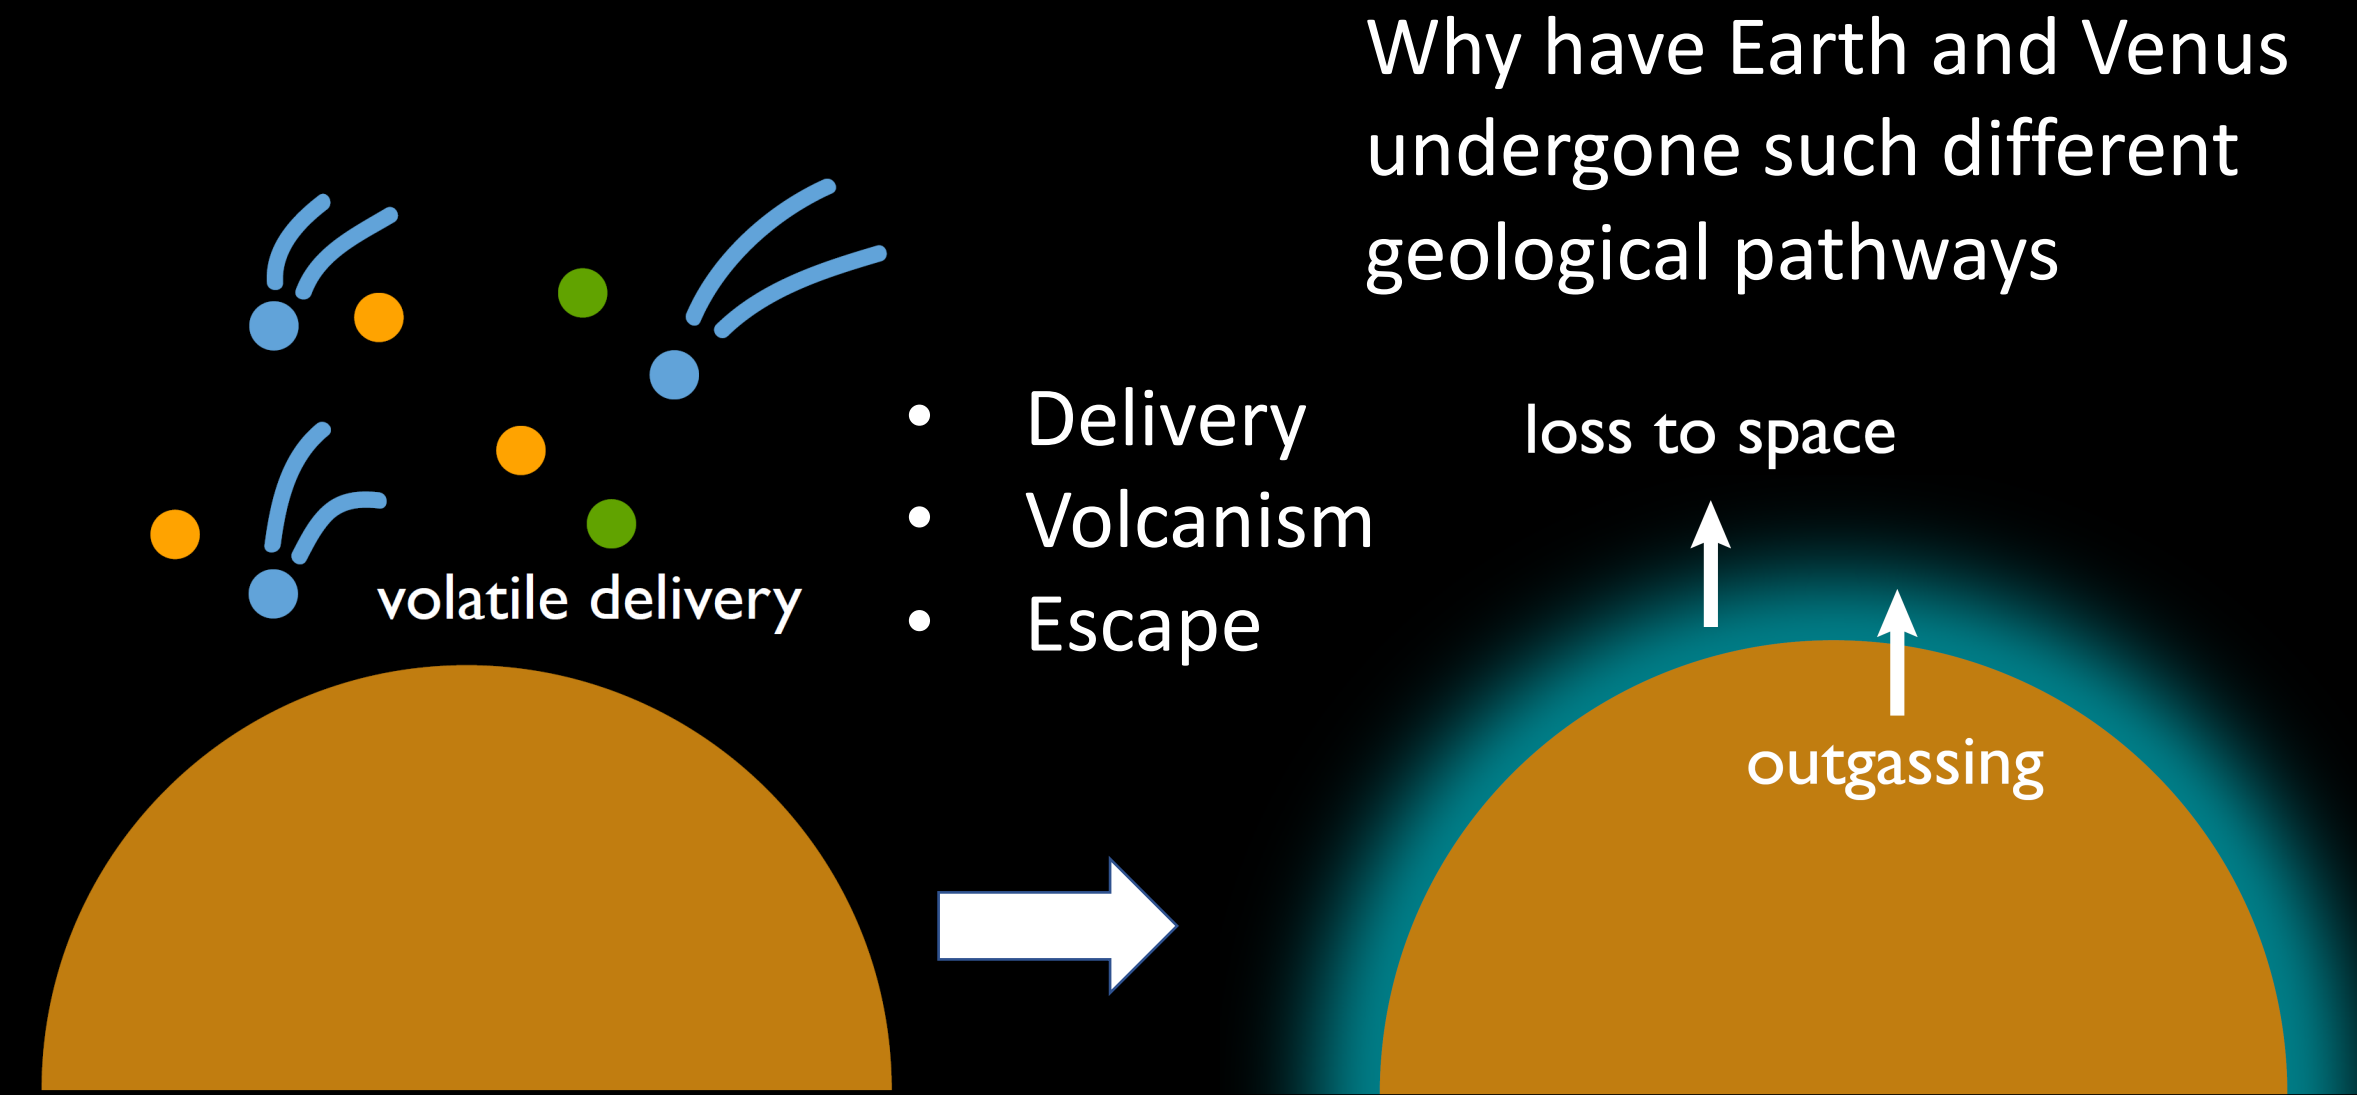 Why have Earth and Venus
undergone such different
geological pathways
• Delivery
• Volcanism
• Escape
volatile delivery
loss to space
outgassing